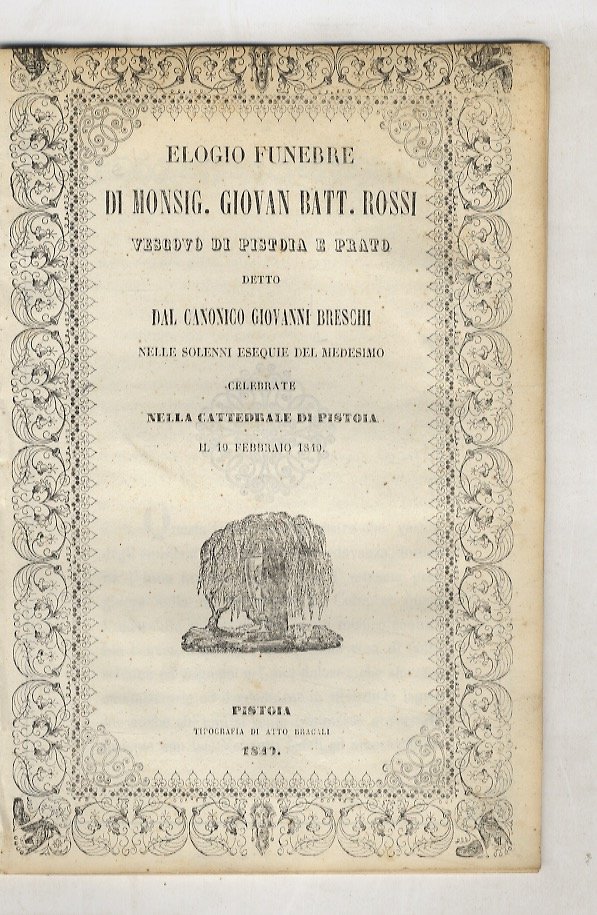 ELOGIO FUNEBRE
DI MONSIG. GIOVAN BATT. ROSSI
VESCOVO DI PISTOIA E PRATO
DETTO
DAL CANONICO GIOVANNI BRESCHI
NELLE SOLENNI ESEQUIE DEL MEDESIMO
CELEBRATE
NELLA CATTEDRALE DI PISTOIA
IL 19 FEBBRAIO 1849.
PISTOIA
TIPOGRAFIA DI ATTO BRACALI
1849.